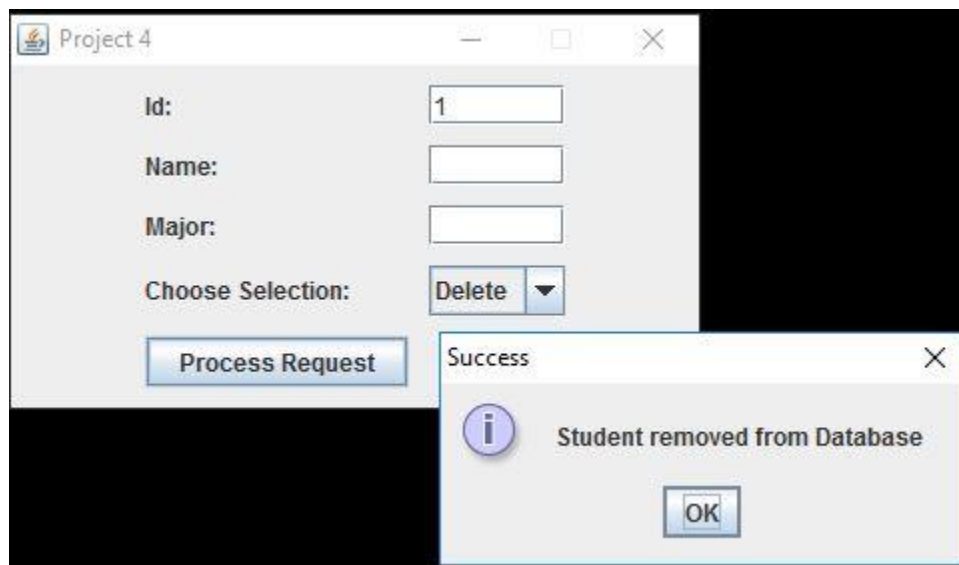 Project 4
Id: 1
Name:
Major:
Choose Selection: Delete
Process Request
Success
i
Student removed from Database
OK